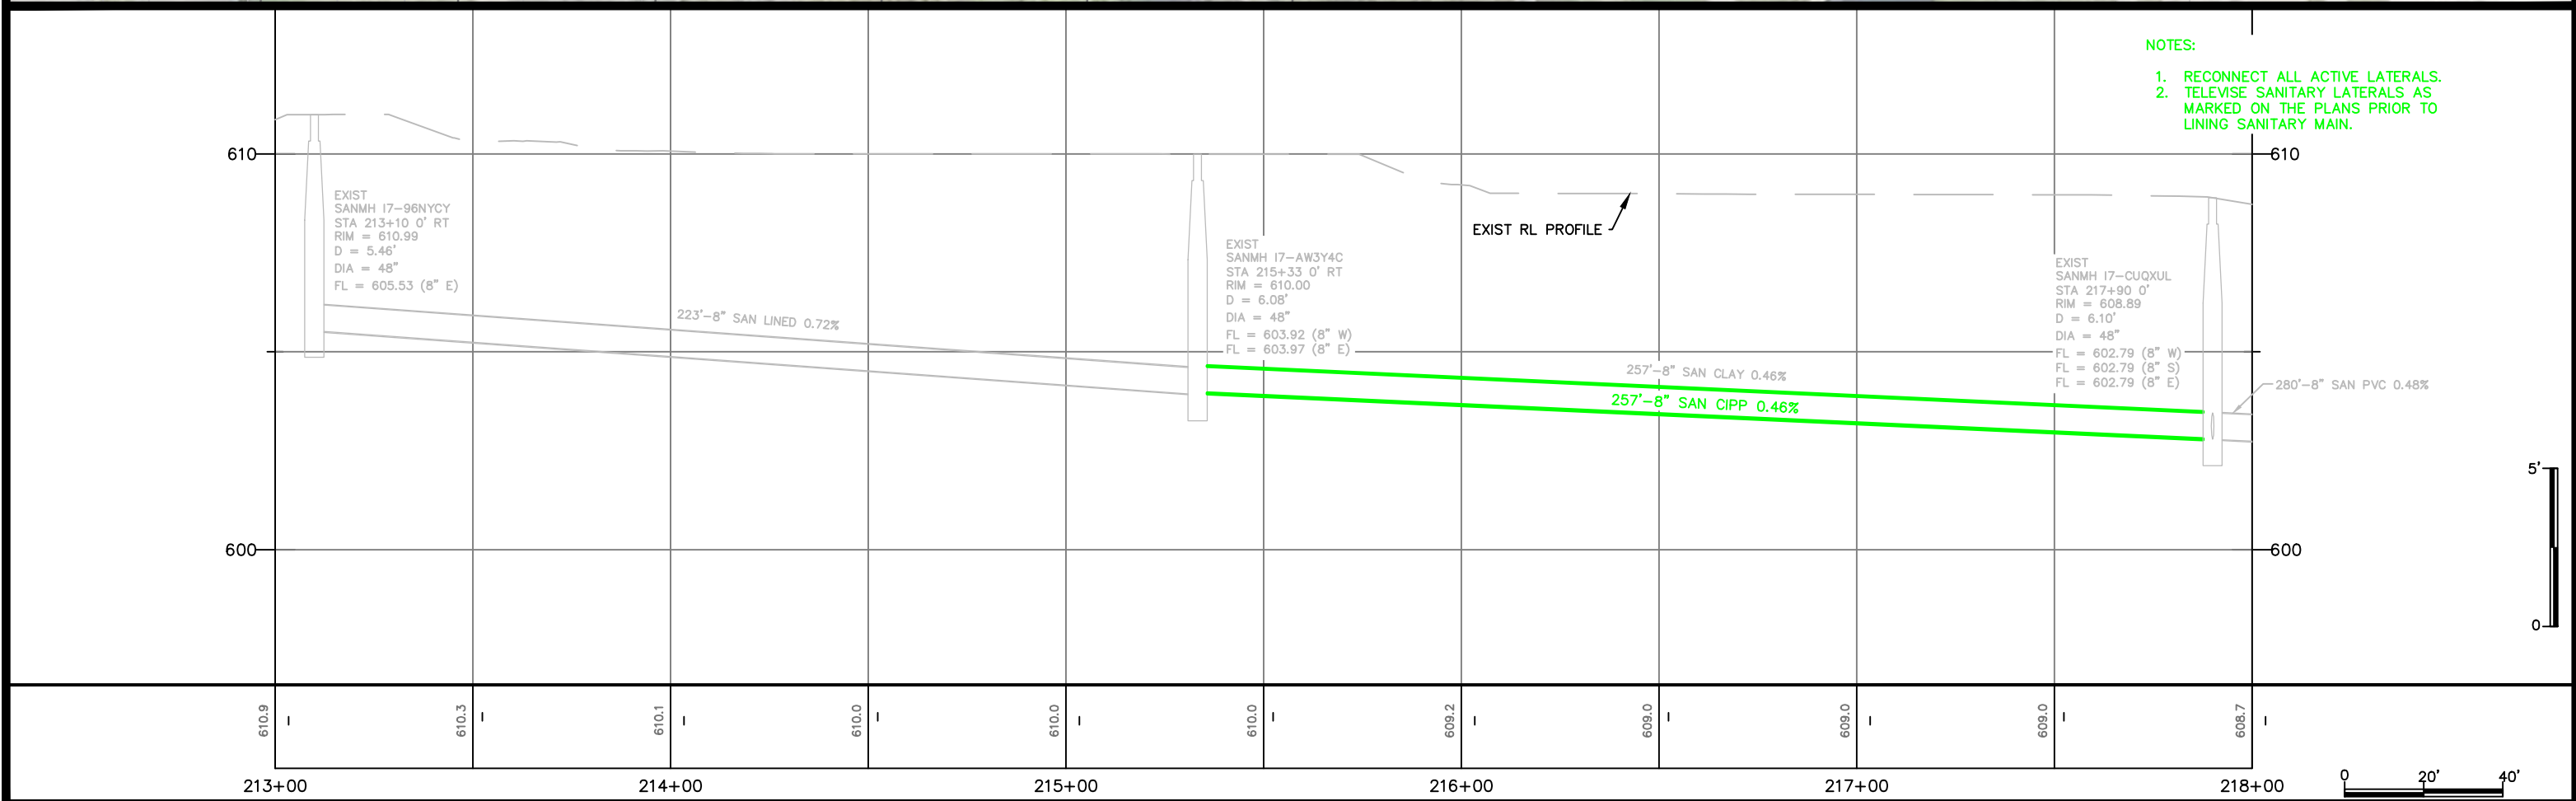 NOTES:
1. RECONNECT ALL ACTIVE LATERALS.
2. TELEVISE SANITARY LATERALS AS
MARKED ON THE PLANS PRIOR TO
LINING SANITARY MAIN.
610
610
EXIST
SANMH I7-96NYCY
STA 213+10 0' RT
RIM = 610.99
D = 5.46'
DIA = 48"
FL = 605.53 (8" E)
223'-8" SAN LINED 0.72%
EXIST
SANMH I7-AW3Y4C
STA 215+33 0' RT
RIM = 610.00
D = 6.08'
DIA = 48"
FL = 603.92 (8" W)
FL = 603.97 (8" E)
EXIST RL PROFILE
257'-8" SAN CLAY 0.46%
257'-8" SAN CIPP 0.46%
EXIST
SANMH I7-CUQXUL
STA 217+90 0'
RIM = 608.89
D = 6.10'
DIA = 48"
FL = 602.79 (8" W)
FL = 602.79 (8" S)
FL = 602.79 (8" E)
280'-8" SAN PVC 0.48%
600
600
5'
0
610.9
610.3
610.1
610.0
610.0
610.0
609.2
609.0
609.0
609.0
608.7
213+00
214+00
215+00
216+00
217+00
218+00
0 20' 40'